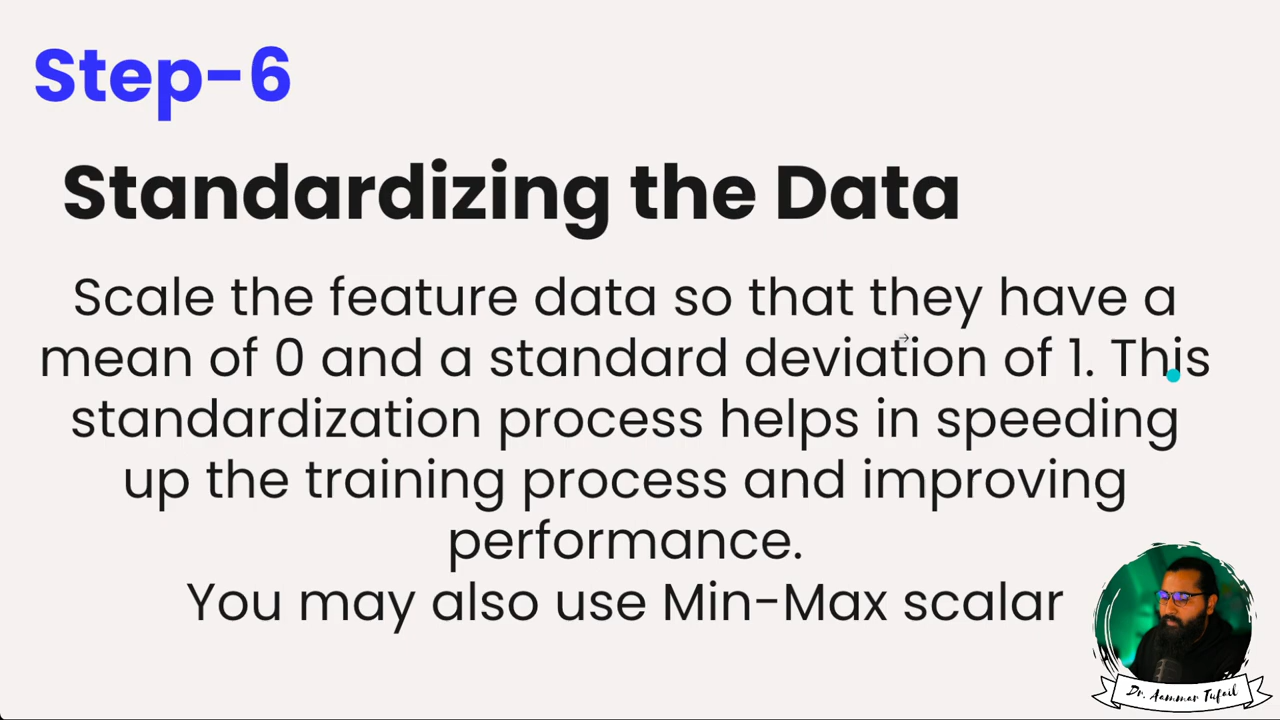 Step-6
Standardizing the Data
Scale the feature data so that they have a
mean of 0 and a standard deviation of 1. This
standardization process helps in speeding
up the training process and improving
performance.
You may also use Min-Max scalar
Dr. Aammar Tufail